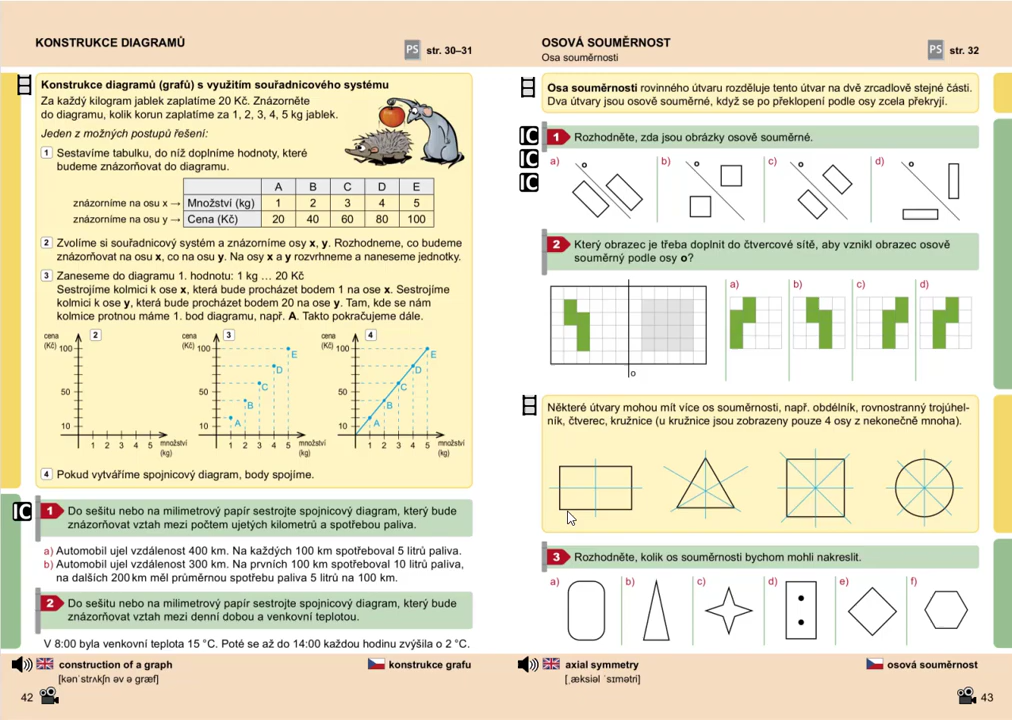 KONSTRUKCE DIAGRAMŮ
PS str. 30–31
Konstrukce diagramů (grafů) s využitím souřadnicového systému
Za každý kilogram jablek zaplatíme 20 Kč. Znázorněte
do diagramu, kolik korun zaplatíme za 1, 2, 3, 4, 5 kg jablek.
Jeden z možných postupů řešení:
1 Sestavíme tabulku, do níž doplníme hodnoty, které
budeme znázorňovat do diagramu.
A B C D E
znázorníme na osu x → Množství (kg) 1 2 3 4 5
znázorníme na osu y → Cena (Kč) 20 40 60 80 100
2 Zvolíme si souřadnicový systém a znázorníme osy x, y. Rozhodneme, co budeme
znázorňovat na osu x, co na osu y. Na osy x a y rozvrhneme a naneseme jednotky.
3 Zaneseme do diagramu 1. hodnotu: 1 kg ... 20 Kč
Sestrojíme kolmici k ose x, která bude procházet bodem 1 na ose x. Sestrojíme
kolmici k ose y, která bude procházet bodem 20 na ose y. Tam, kde se nám
kolmice protnou máme 1. bod diagramu, např. A. Takto pokračujeme dále.
cena
(Kč)
2
100
50
10
1 2 3 4 5
množství
(kg)
cena
(Kč)
3
100
50
10
A
B
C
D
E
1 2 3 4 5
množství
(kg)
cena
(Kč)
4
100
50
10
A
B
C
D
E
1 2 3 4 5
množství
(kg)
4 Pokud vytváříme spojnicový diagram, body spojíme.
IC
1 Do sešitu nebo na milimetrový papír sestrojte spojnicový diagram, který bude
znázorňovat vztah mezi počtem ujetých kilometrů a spotřebou paliva.
a) Automobil ujel vzdálenost 400 km. Na každých 100 km spotřeboval 5 litrů paliva.
b) Automobil ujel vzdálenost 300 km. Na prvních 100 km spotřeboval 10 litrů paliva,
na dalších 200 km měl průměrnou spotřebu paliva 5 litrů na 100 km.
2 Do sešitu nebo na milimetrový papír sestrojte spojnicový diagram, který bude
znázorňovat vztah mezi denní dobou a venkovní teplotou.
V 8:00 byla venkovní teplota 15 °C. Poté se až do 14:00 každou hodinu zvýšila o 2 °C.
construction of a graph
[kənˈstrʌkʃn əv ə græf]
konstrukce grafu
42
OSOVÁ SOUMĚRNOST
Osa souměrnosti
PS str. 32
Osa souměrnosti rovinného útvaru rozděluje tento útvar na dvě zrcadlově stejné části.
Dva útvary jsou osově souměrné, když se po překlopení podle osy zcela překryjí.
IC
IC
IC
1 Rozhodněte, zda jsou obrázky osově souměrné.
a) o b) o c) o d) o
2 Který obrazec je třeba doplnit do čtvercové sítě, aby vznikl obrazec osově
souměrný podle osy o?
a) b) c) d)
o
Některé útvary mohou mít více os souměrnosti, např. obdélník, rovnostranný trojúhel-
ník, čtverec, kružnice (u kružnice jsou zobrazeny pouze 4 osy z nekonečně mnoha).
3 Rozhodněte, kolik os souměrnosti bychom mohli nakreslit.
a) b) c) d) e) f)
axial symmetry
[ˌæksiəl ˈsɪmətri]
osová souměrnost
43